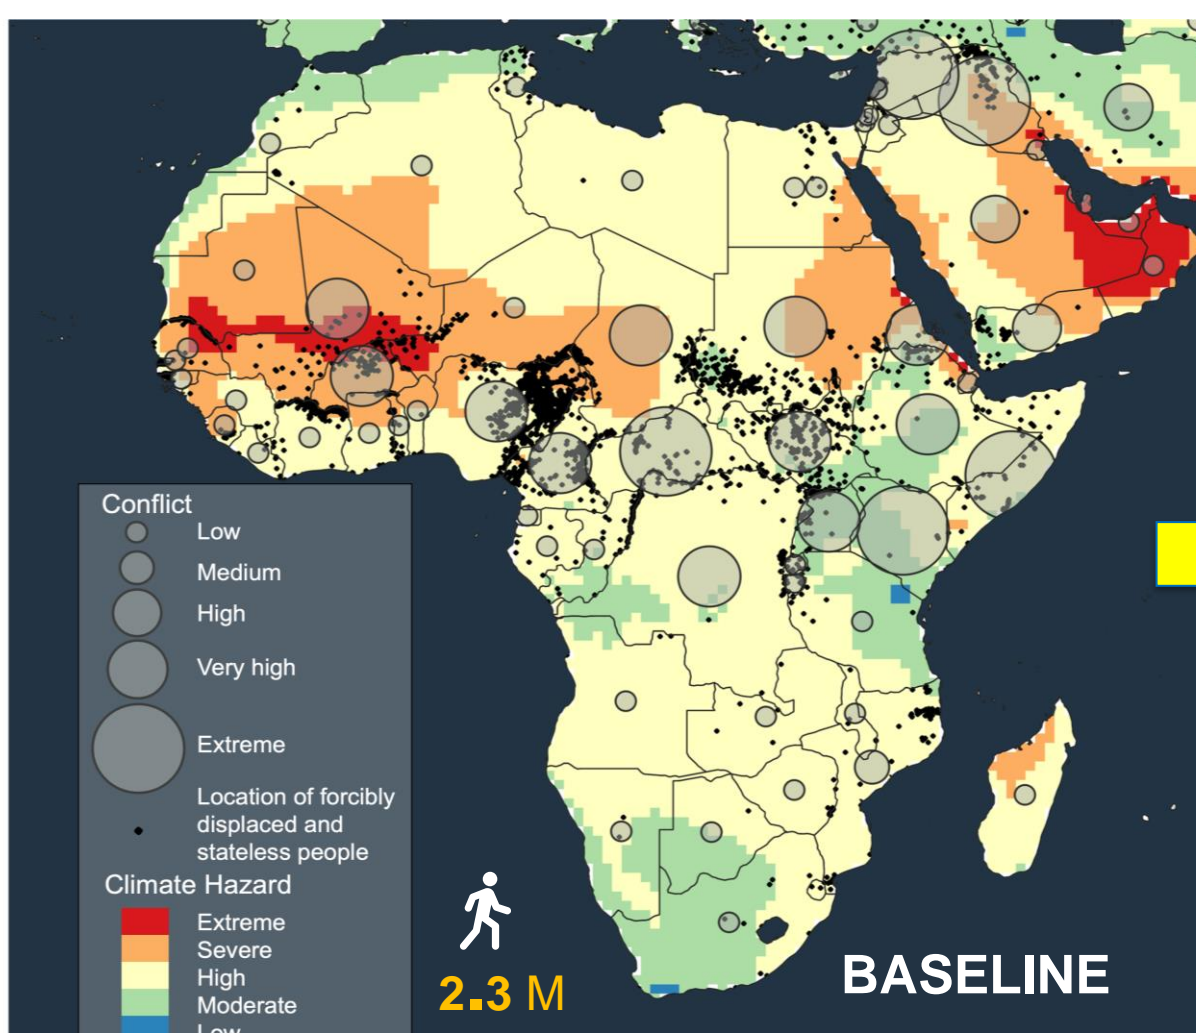 Conflict
Low
Medium
High
Very high
Extreme
Location of forcibly
displaced and
stateless people
Climate Hazard
Extreme
Severe
High
Moderate
Low
2.3 M
BASELINE